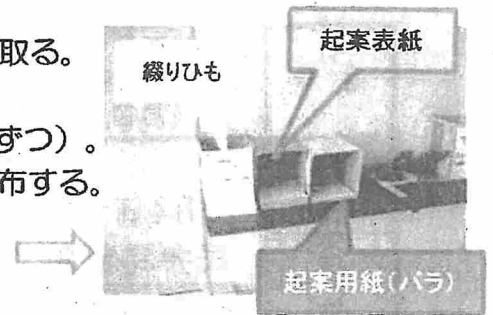 取る。
ずつ）。
布する。
綴りひも
起案表紙
起案用紙(バラ)